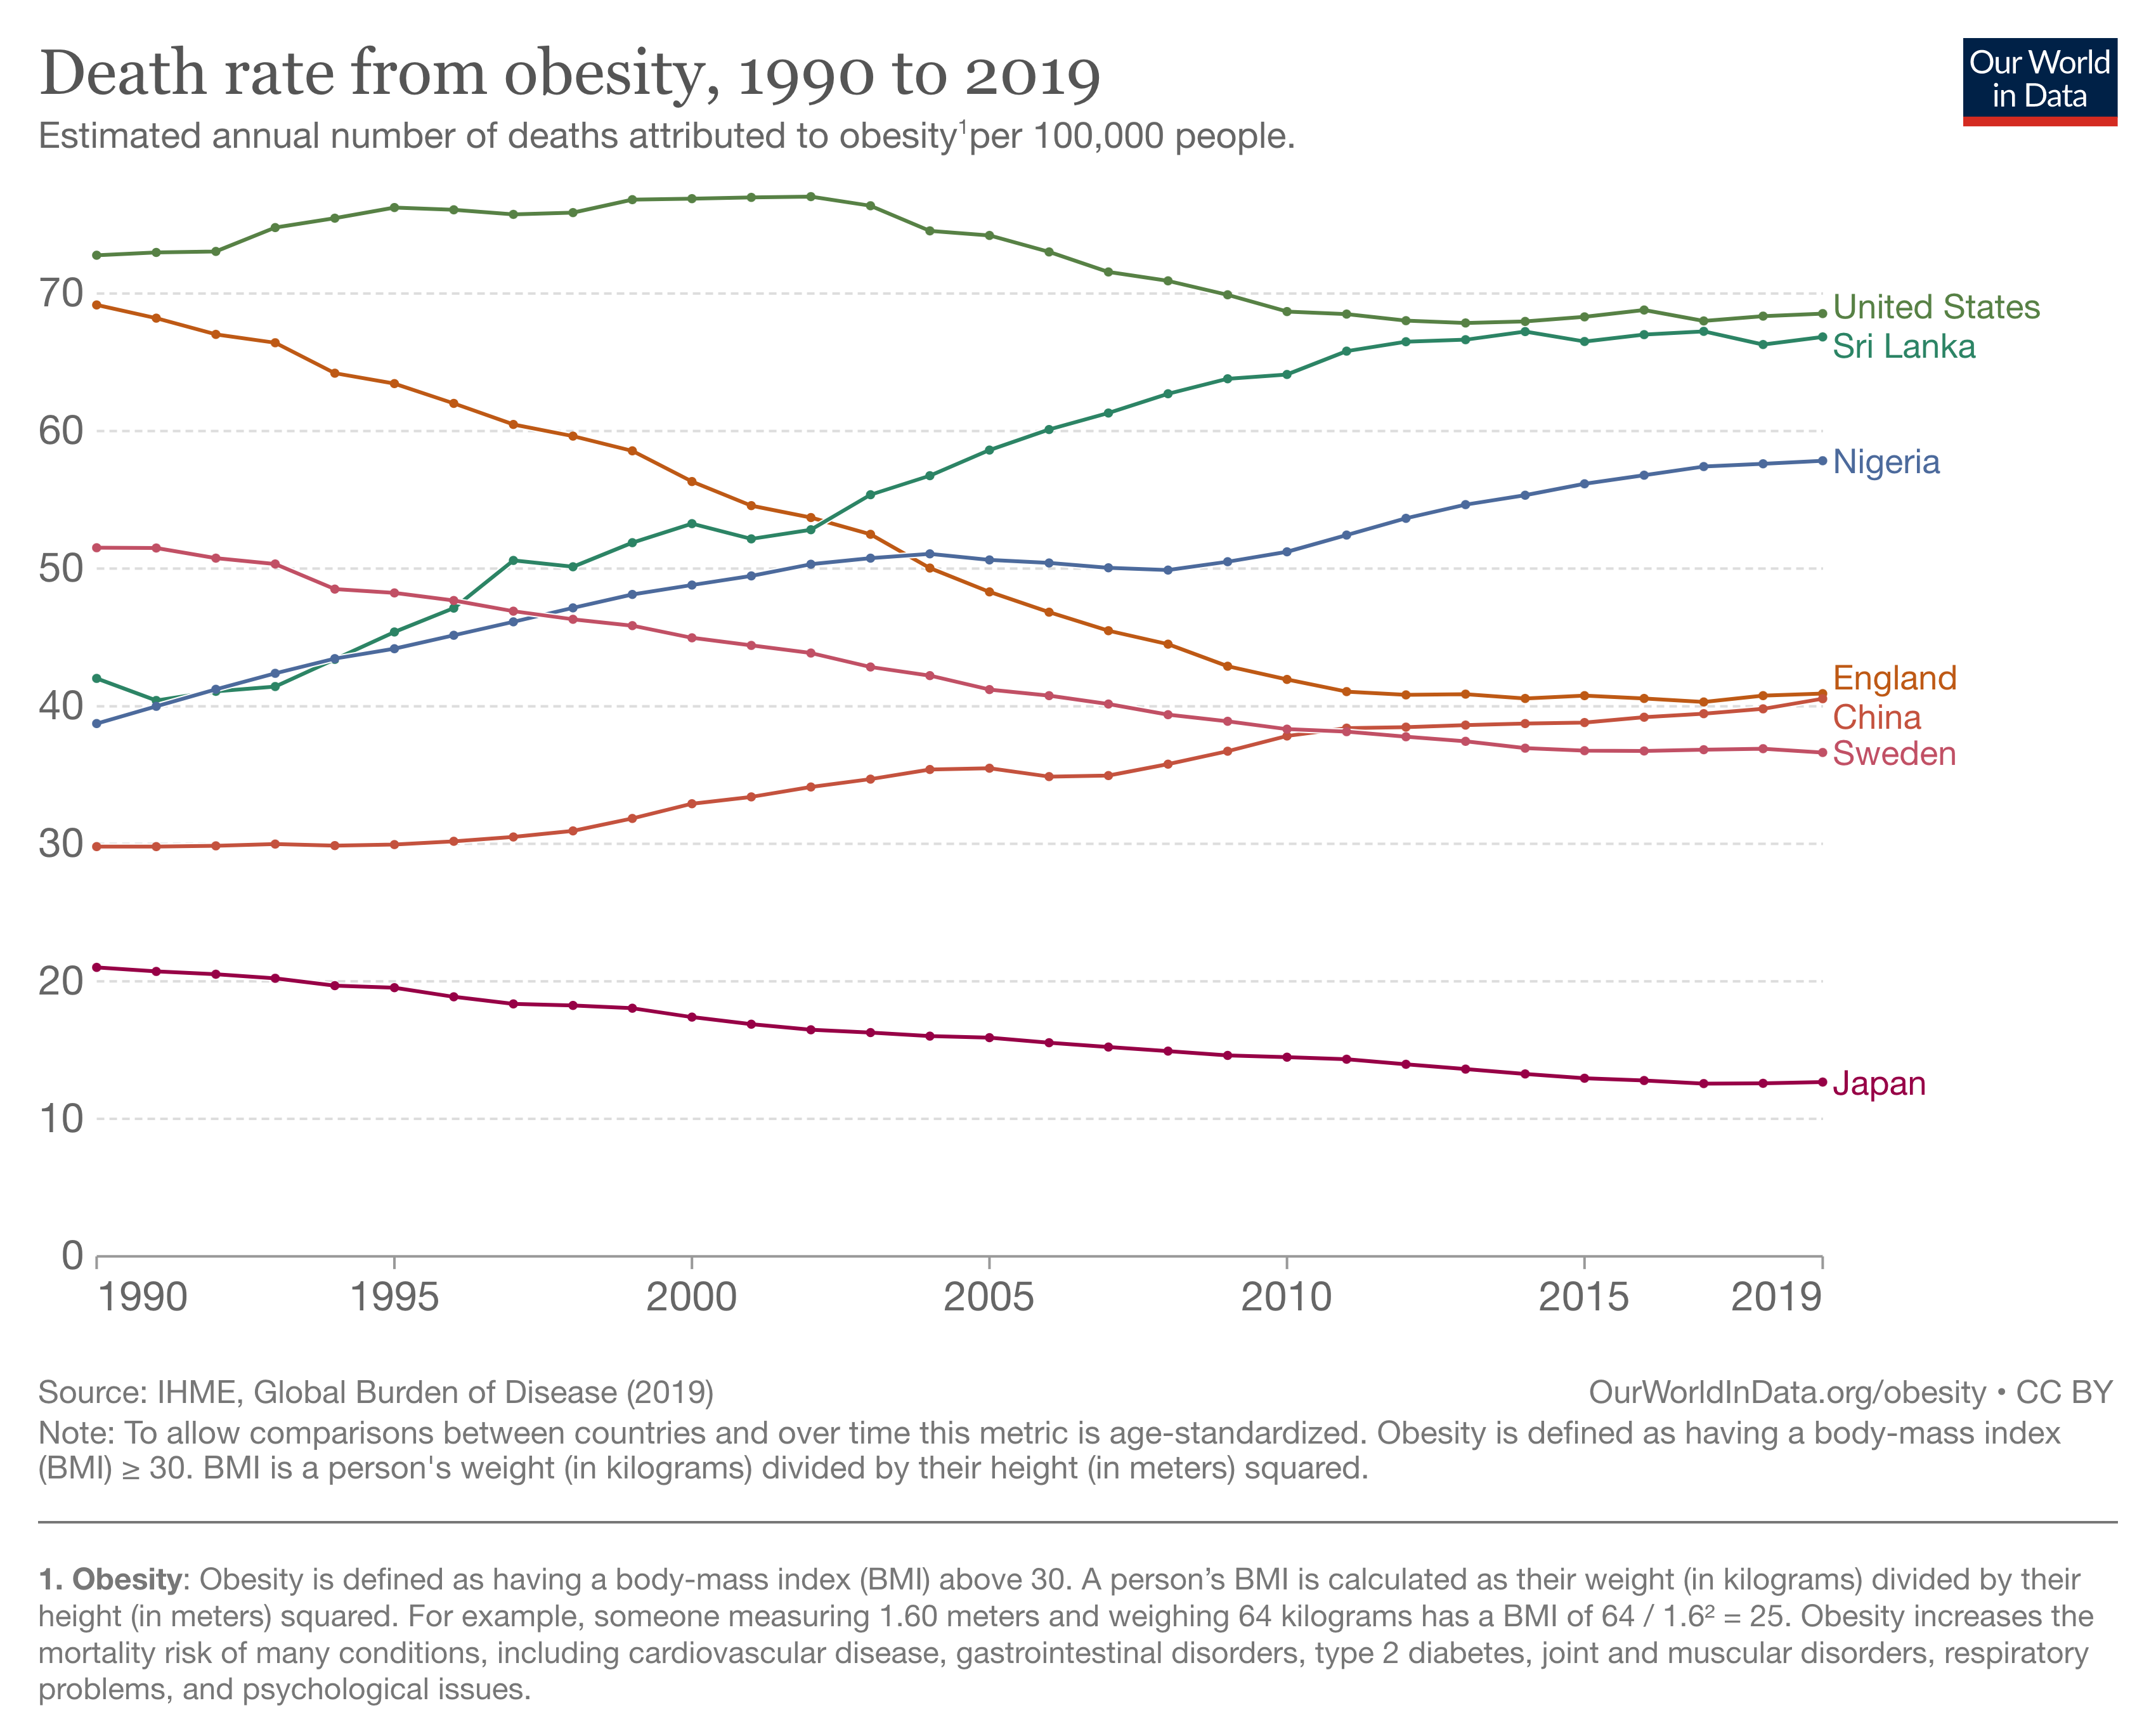 Death rate from obesity, 1990 to 2019
Our World
in Data
Estimated annual number of deaths attributed to obesity¹per 100,000 people.
70
60
50
40
30
20
10
0
United States
Sri Lanka
Nigeria
England
China
Sweden
Japan
1990 1995 2000 2005 2010 2015 2019
Source: IHME, Global Burden of Disease (2019)
OurWorldInData.org/obesity • CC BY
Note: To allow comparisons between countries and over time this metric is age-standardized. Obesity is defined as having a body-mass index
(BMI) ≥ 30. BMI is a person's weight (in kilograms) divided by their height (in meters) squared.
1. Obesity: Obesity is defined as having a body-mass index (BMI) above 30. A person’s BMI is calculated as their weight (in kilograms) divided by their
height (in meters) squared. For example, someone measuring 1.60 meters and weighing 64 kilograms has a BMI of 64 / 1.6² = 25. Obesity increases the
mortality risk of many conditions, including cardiovascular disease, gastrointestinal disorders, type 2 diabetes, joint and muscular disorders, respiratory
problems, and psychological issues.